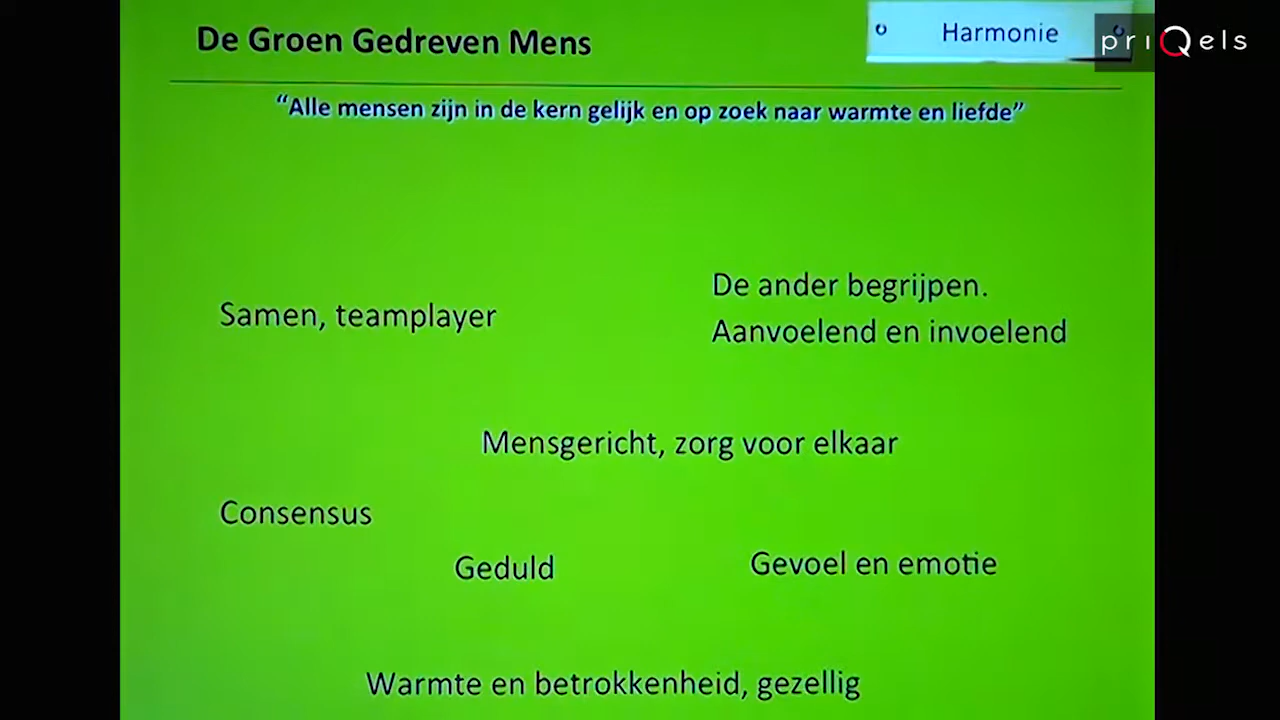 De Groen Gedreven Mens
Harmonie
priQels
“Alle mensen zijn in de kern gelijk en op zoek naar warmte en liefde”
De ander begrijpen.
Samen, teamplayer
Aanvoelend en invoelend
Mensgericht, zorg voor elkaar
Consensus
Geduld
Gevoel en emotie
Warmte en betrokkenheid, gezellig